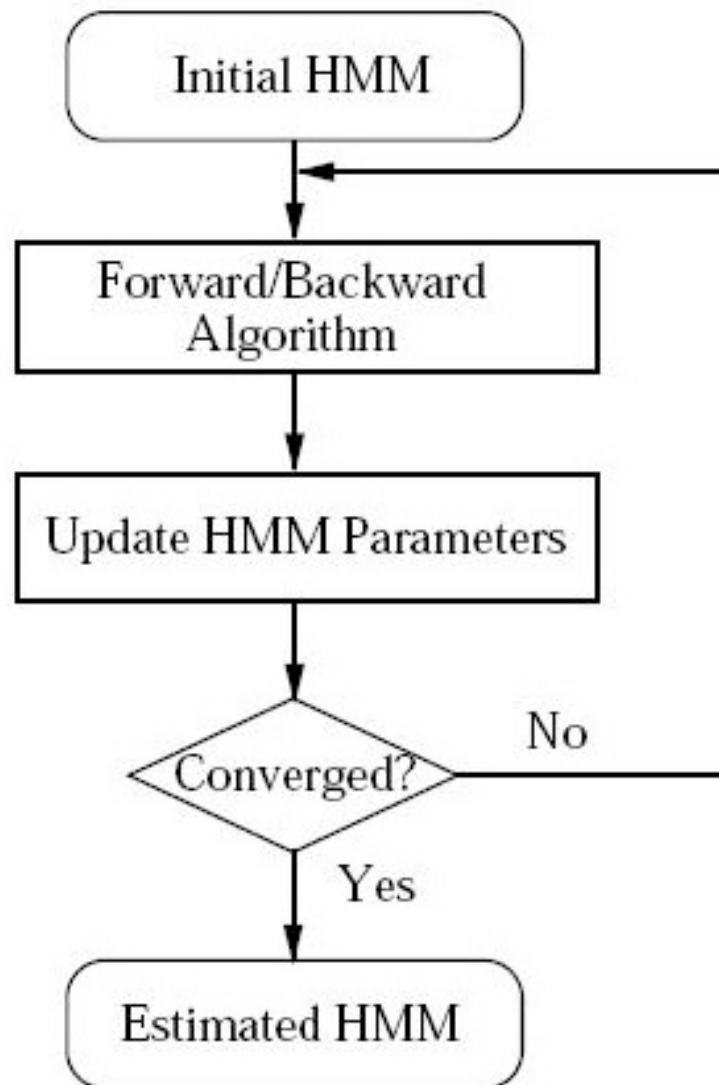 Initial HMM
Forward/Backward
Algorithm
Update HMM Parameters
Converged?
No
Yes
Estimated HMM